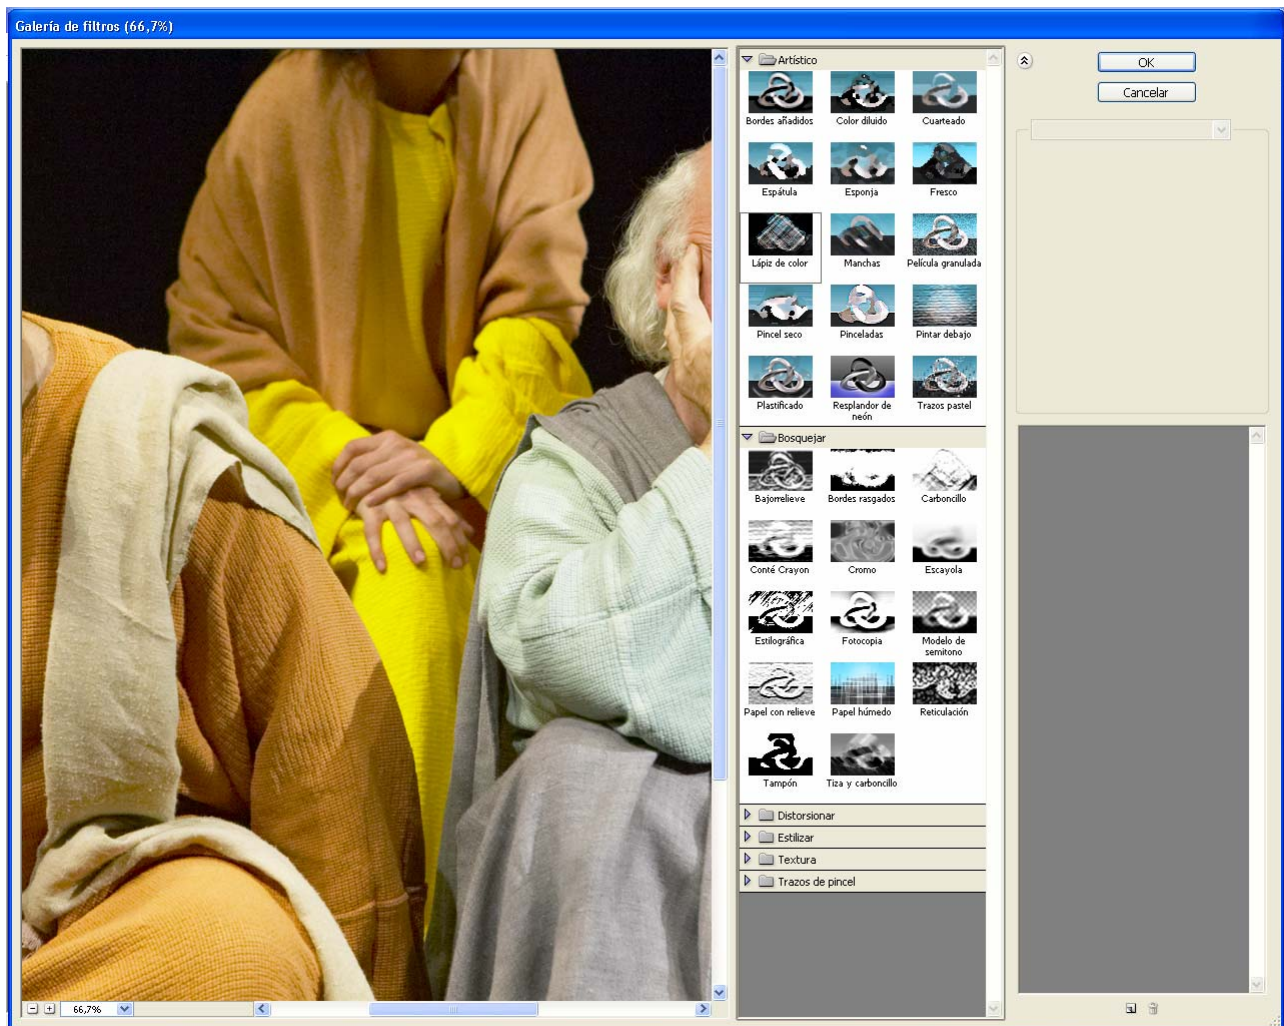 Galería de filtros (66,7%)
Artístico
Bordes añadidos
Color diluido
Cuarteado
Espátula
Esponja
Fresco
Lápiz de color
Manchas
Película granulada
Pincel seco
Pinceladas
Pintar debajo
Plastificado
Resplandor de
neón
Trazos pastel
Bosquejar
Bajorrelieve
Bordes rasgados
Carboncillo
Conté Crayon
Cromo
Escayola
Estilográfica
Fotocopia
Modelo de
semitono
Papel con relieve
Papel húmedo
Reticulación
Tampón
Tiza y carboncillo
Distorsionar
Estilizar
Textura
Trazos de pincel
OK
Cancelar
66,7%